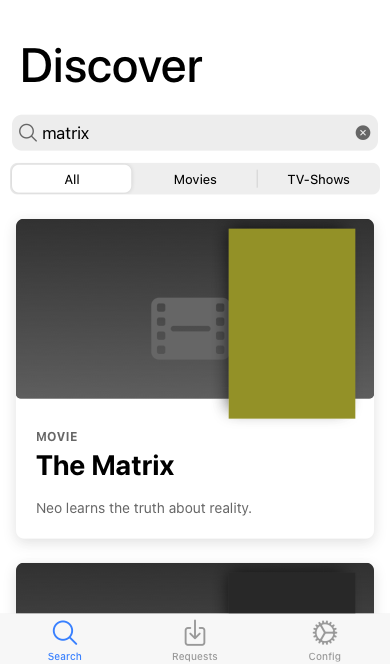 Discover
matrix
All
Movies
TV-Shows
MOVIE
The Matrix
Neo learns the truth about reality.
Search
Requests
Config